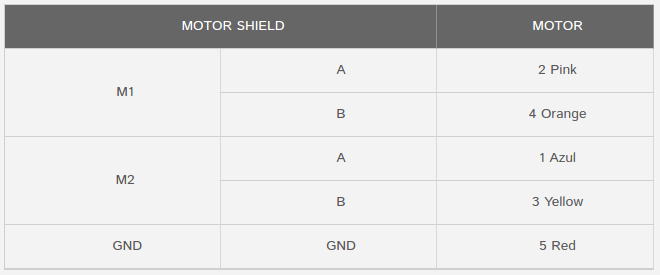 MOTOR SHIELD MOTOR
M1 A 2 Pink
B 4 Orange
M2 A 1 Azul
B 3 Yellow
GND GND 5 Red